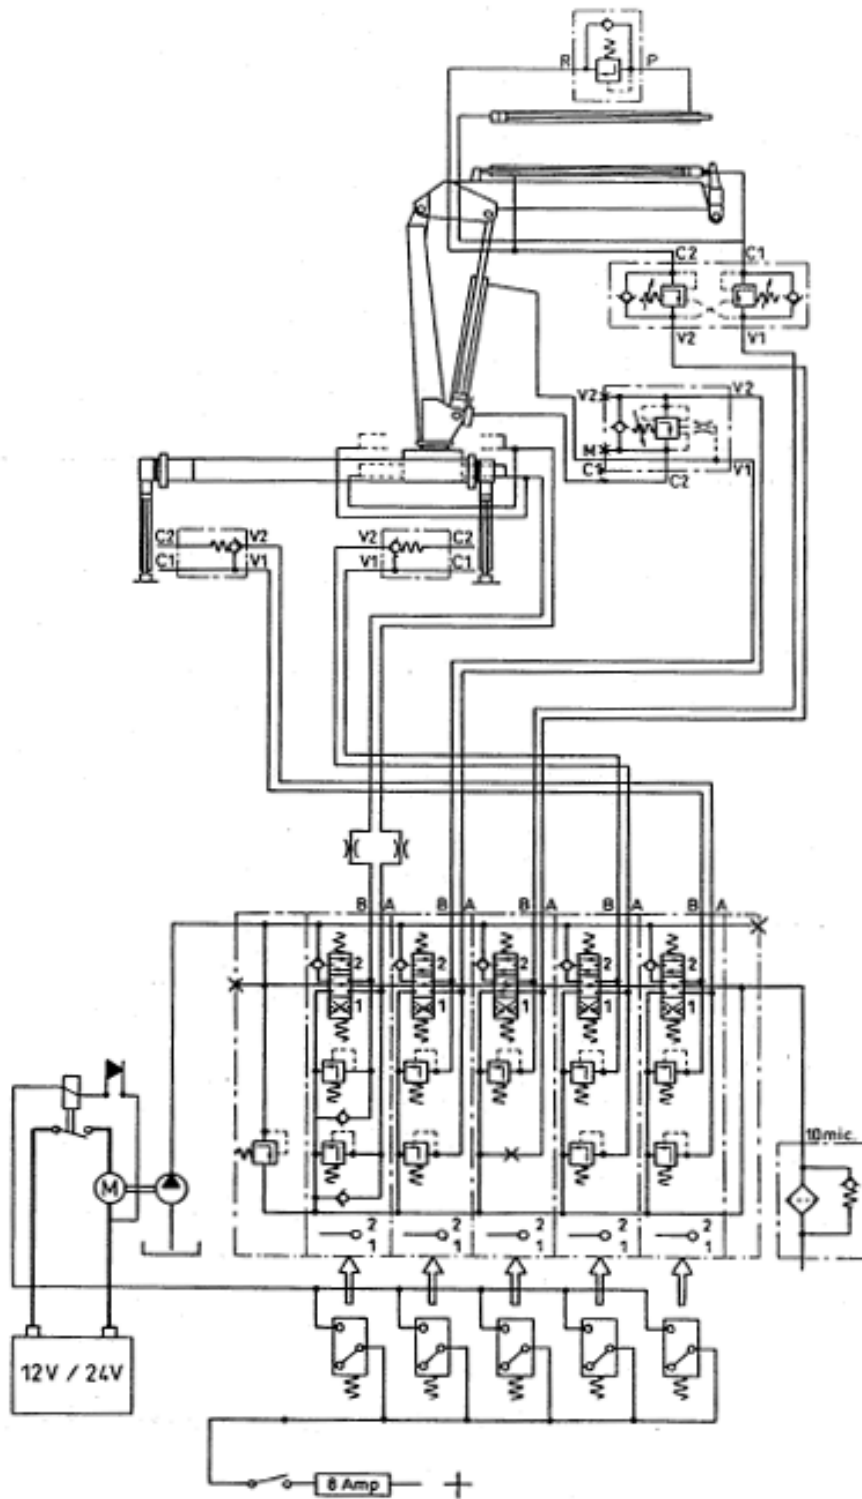 R P
C2 C1
V2 V1
V2 V2
M
C1 V1
C2
C2 V2 V2 C2
C1 V1 V1 C1
B A B A B A B A B A
2 2 2 2 2
1 1 1 1 1
10mic.
M
2 2 2 2 2
1 1 1 1 1
12V / 24V
8 Amp +